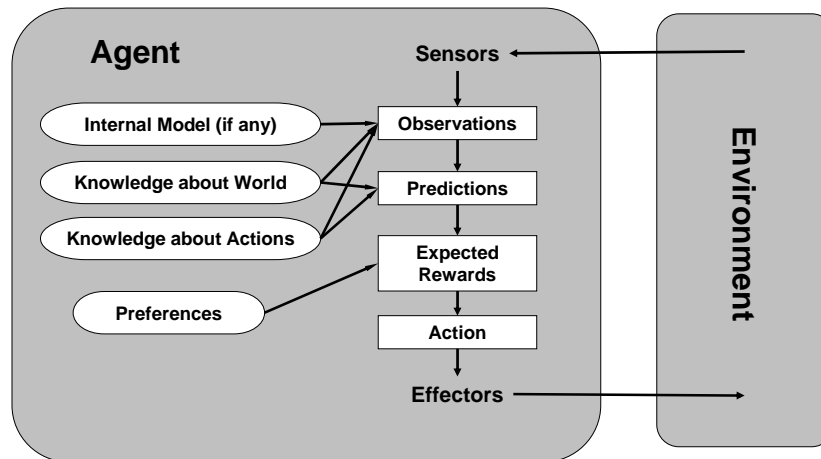 Agent
Sensors
Internal Model (if any)
Observations
Knowledge about World
Predictions
Knowledge about Actions
Expected
Rewards
Preferences
Action
Effectors
Environment